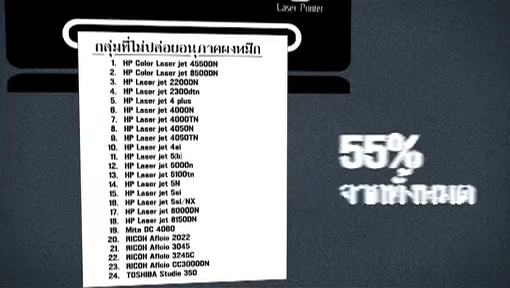 Laser Printer
กลุ่มที่ไม่ปล่อยอนุภาคผงหมึก
1. HP Color Laser jet 4550DN
2. HP Color Laser jet 8500DN
3. HP Laser jet 2200DN
4. HP Laser jet 2300dtn
5. HP Laser jet 4 plus
6. HP Laser jet 4000N
7. HP Laser jet 4000TN
8. HP Laser jet 4050N
9. HP Laser jet 4050TN
10. HP Laser jet 4si
11. HP Laser jet 5(b)
12. HP Laser jet 5000n
13. HP Laser jet 5100tn
14. HP Laser jet 5N
15. HP Laser jet 5si
16. HP Laser jet 5si/NX
17. HP Laser jet 8000DN
18. HP Laser jet 8150DN
19. Mita DC 4060
20. RICOH Afioio 2022
21. RICOH Afioio 3045
22. RICOH Afioio 3245C
23. RICOH Afioio CC3000DN
24. TOSHIBA Studio 350
55%
จากทั้งหมด